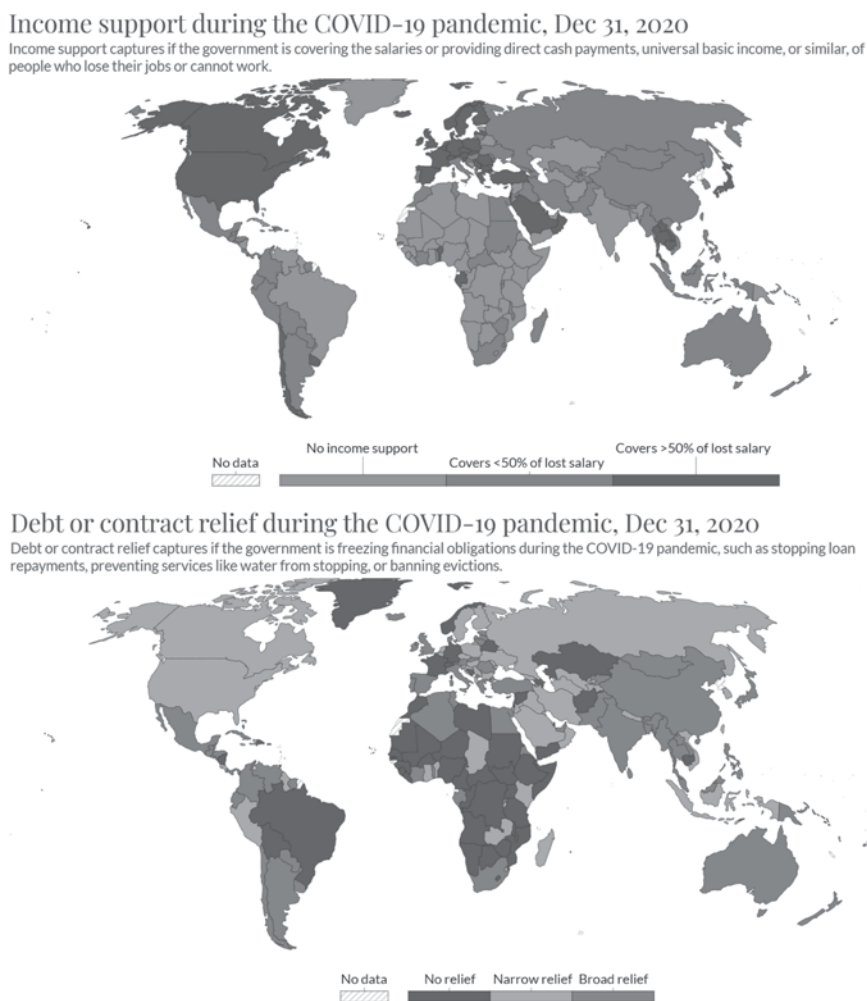 Income support during the COVID-19 pandemic, Dec 31, 2020
Income support captures if the government is covering the salaries or providing direct cash payments, universal basic income, or similar, of
people who lose their jobs or cannot work.
No data
No income support
Covers <50% of lost salary
Covers >50% of lost salary
Debt or contract relief during the COVID-19 pandemic, Dec 31, 2020
Debt or contract relief captures if the government is freezing financial obligations during the COVID-19 pandemic, such as stopping loan
repayments, preventing services like water from stopping, or banning evictions.
No data
No relief
Narrow relief
Broad relief